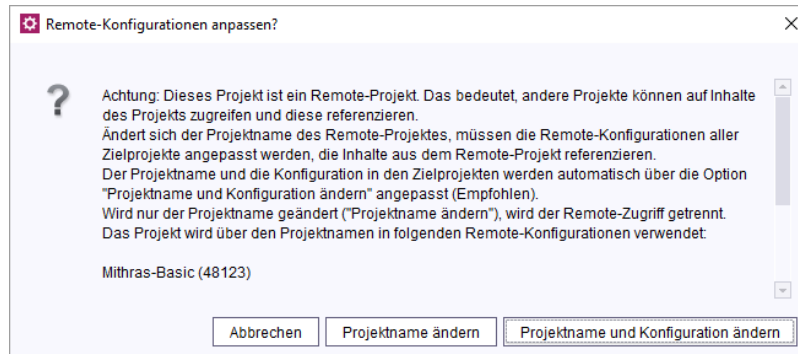 Remote-Konfigurationen anpassen?
Achtung: Dieses Projekt ist ein Remote-Projekt. Das bedeutet, andere Projekte können auf Inhalte
des Projekts zugreifen und diese referenzieren.
Ändert sich der Projektname des Remote-Projektes, müssen die Remote-Konfigurationen aller
Zielprojekte angepasst werden, die Inhalte aus dem Remote-Projekt referenzieren.
Der Projektname und die Konfiguration in den Zielprojekten werden automatisch über die Option
"Projektname und Konfiguration ändern" angepasst (Empfohlen).
Wird nur der Projektname geändert ("Projektname ändern"), wird der Remote-Zugriff getrennt.
Das Projekt wird über den Projektnamen in folgenden Remote-Konfigurationen verwendet:
Mithras-Basic (48123)
Abbrechen Projektname ändern Projektname und Konfiguration ändern